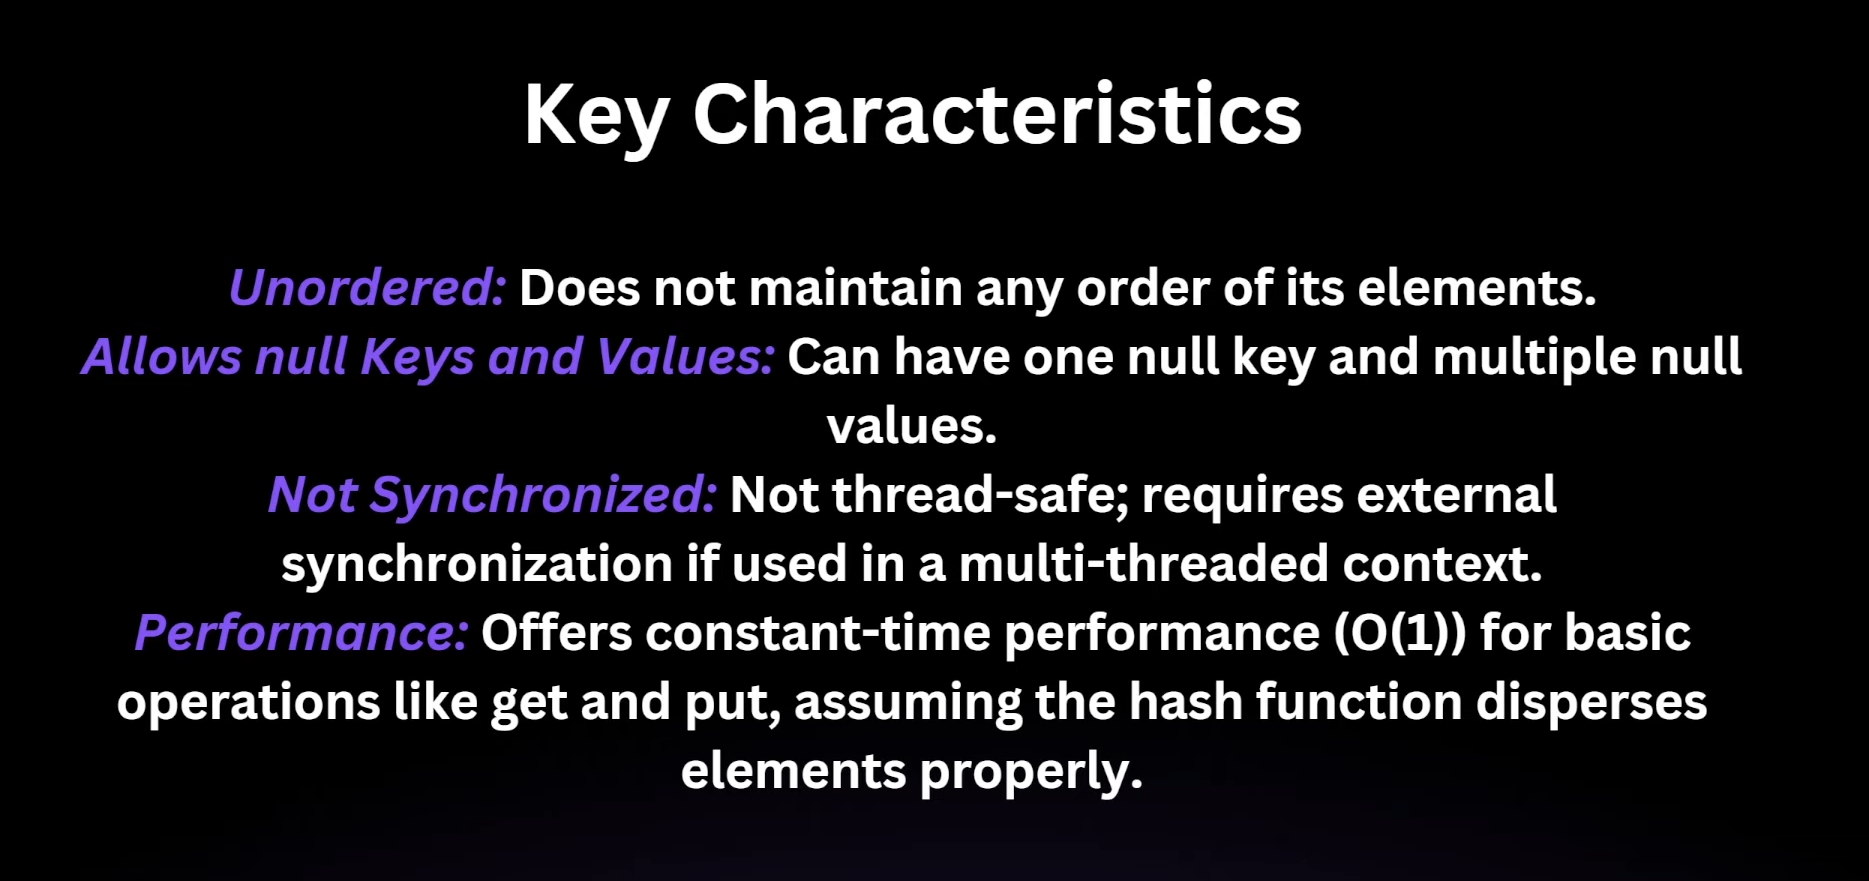 Key Characteristics
Unordered: Does not maintain any order of its elements.
Allows null Keys and Values: Can have one null key and multiple null
values.
Not Synchronized: Not thread-safe; requires external
synchronization if used in a multi-threaded context.
Performance: Offers constant-time performance (O(1)) for basic
operations like get and put, assuming the hash function disperses
elements properly.